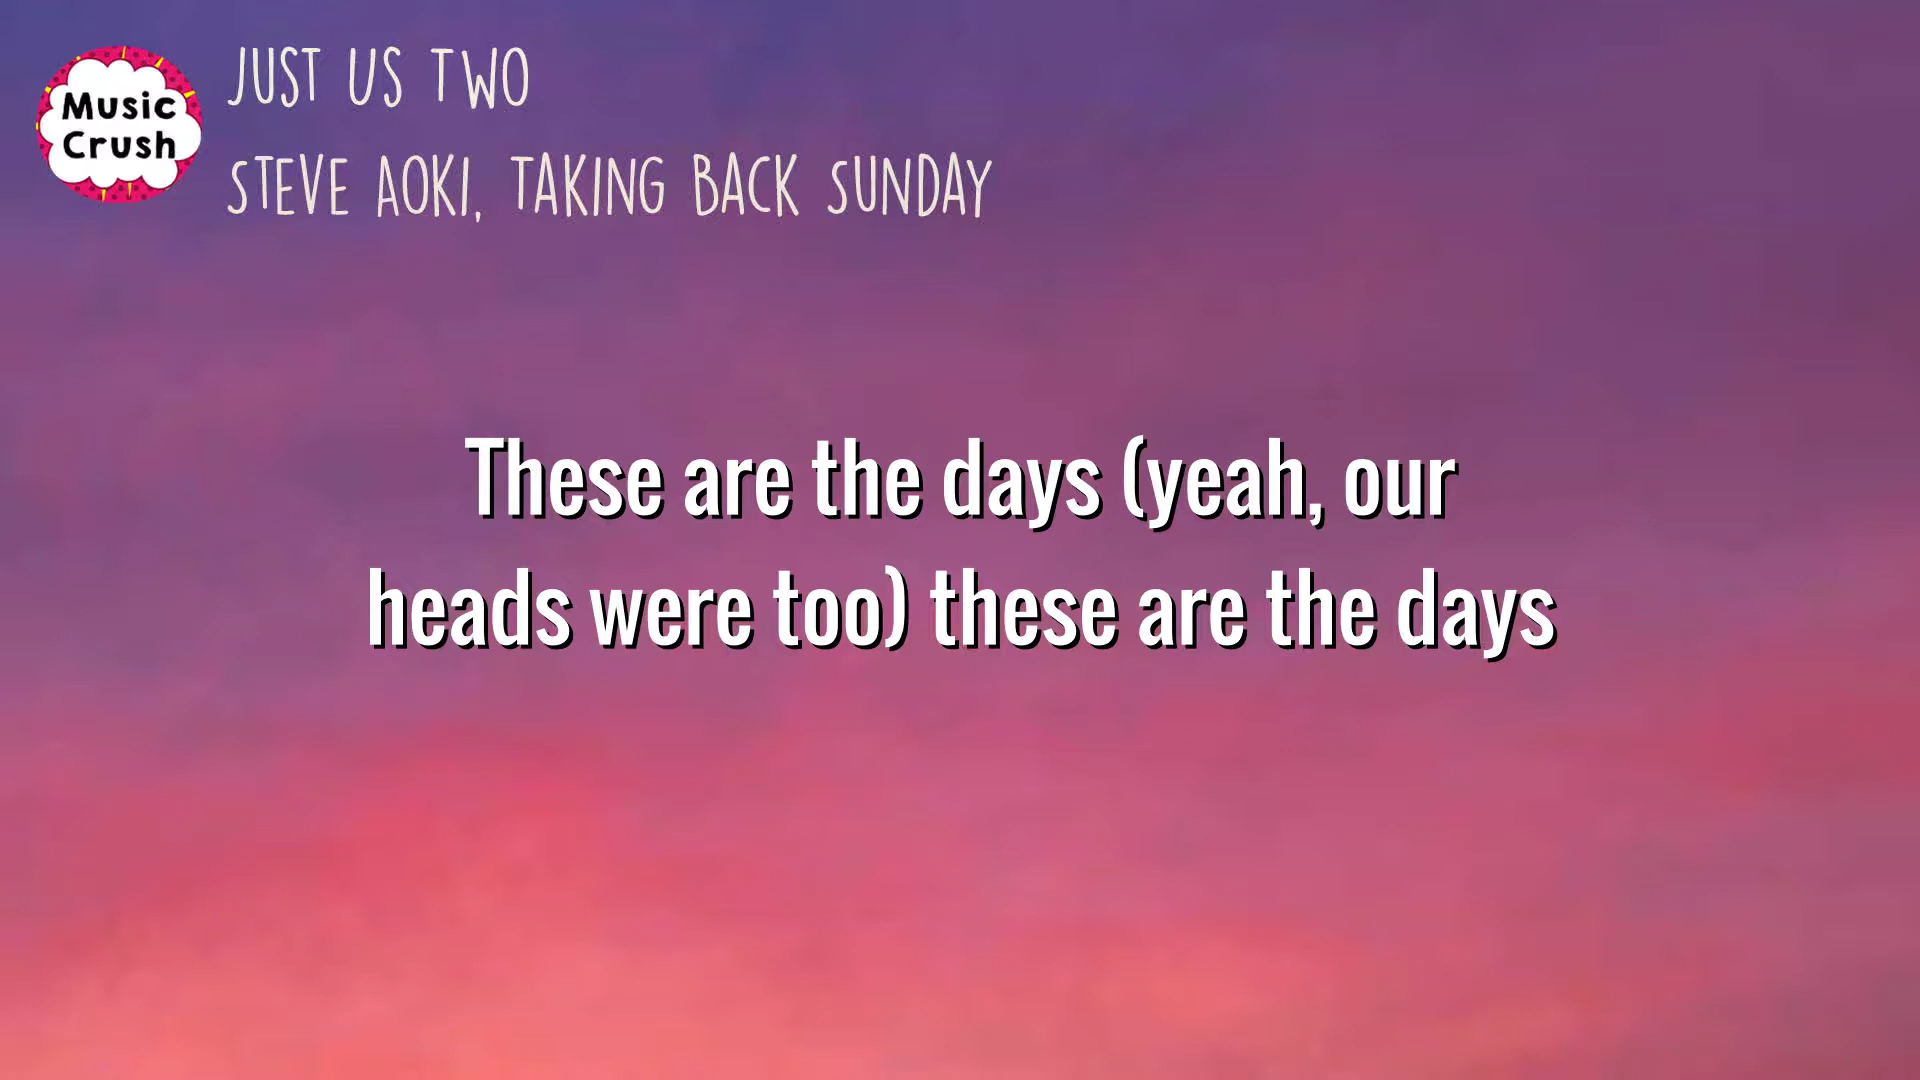 Music
Crush
JUST US TWO
STEVE AOKI, TAKING BACK SUNDAY
These are the days (yeah, our
heads were too) these are the days